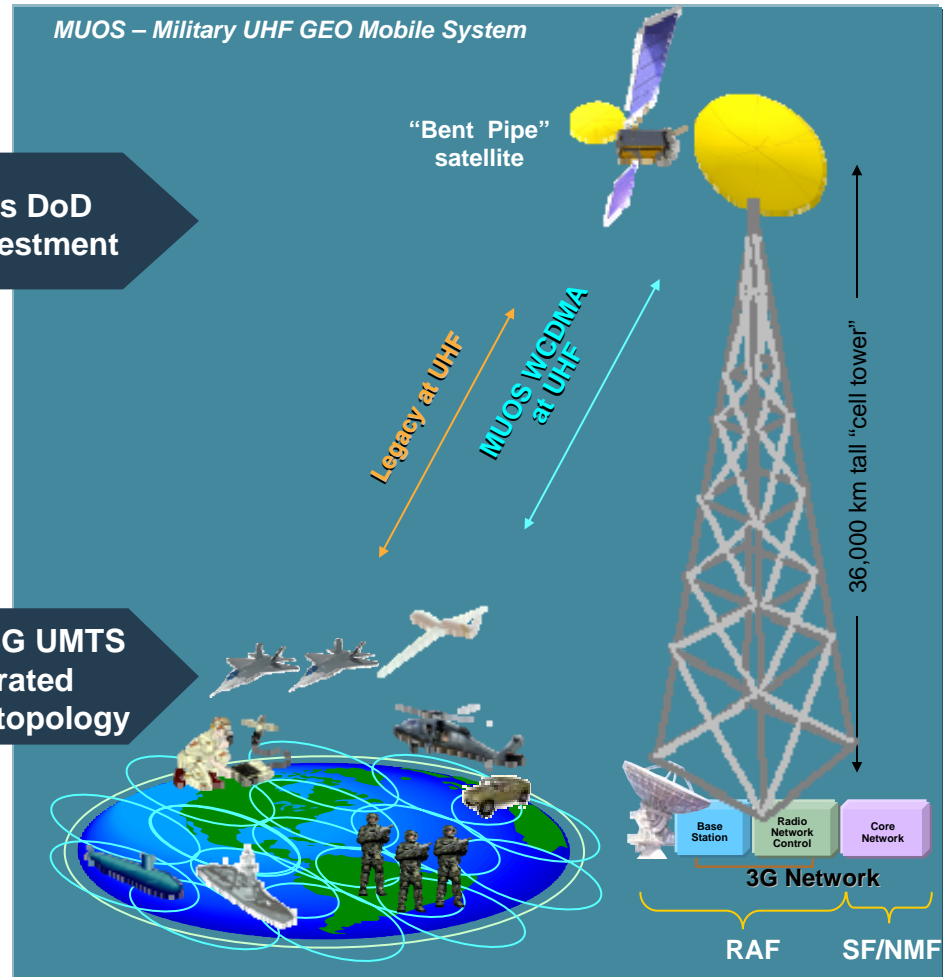 MUOS – Military UHF GEO Mobile System
“Bent Pipe”
satellite
s DoD
estment
Legacy at UHF
MUOS WCDMA
at UHF
36,000 km tall “cell tower”
G UMTS
rated
topology
Base
Station
Radio
Network
Control
Core
Network
3G Network
RAF
SF/NMF